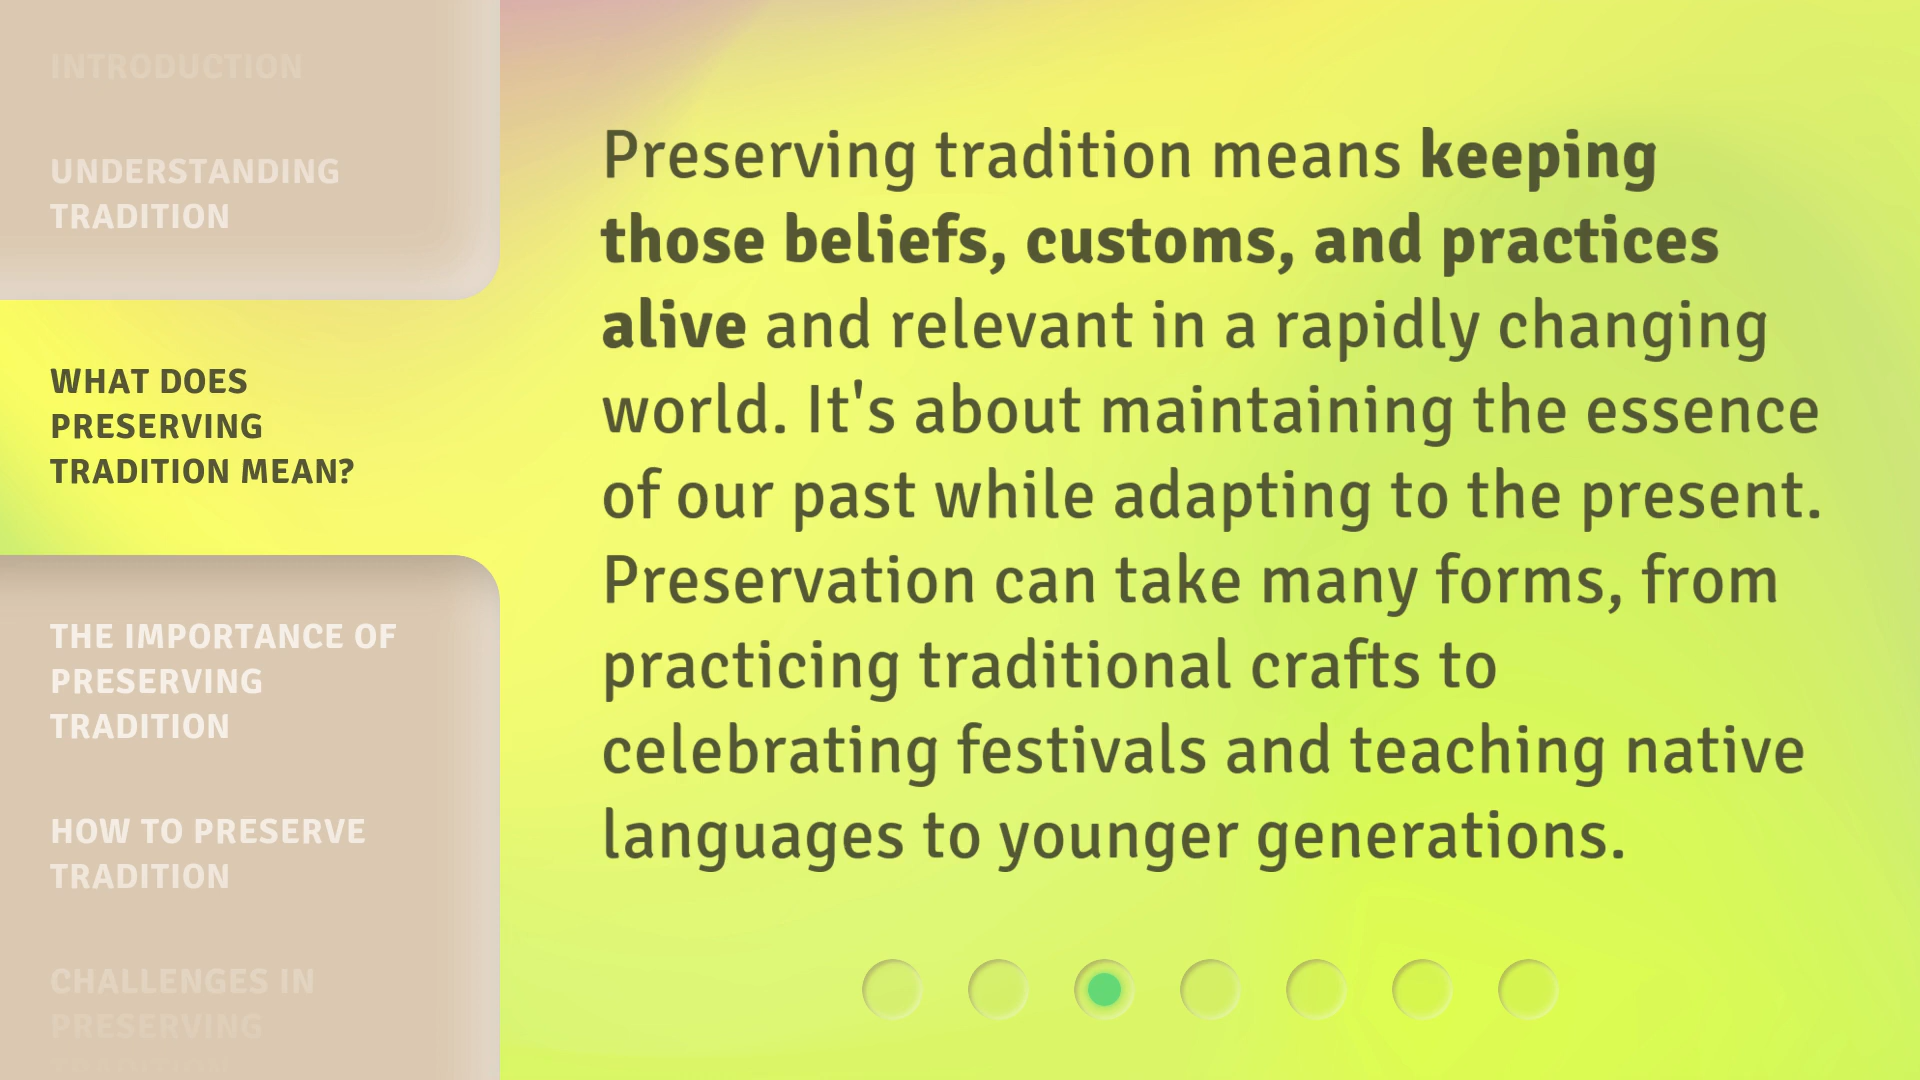 INTRODUCTION
UNDERSTANDING
TRADITION
WHAT DOES
PRESERVING
TRADITION MEAN?
THE IMPORTANCE OF
PRESERVING
TRADITION
HOW TO PRESERVE
TRADITION
CHALLENGES IN
PRESERVING
TRADITION
Preserving tradition means keeping
those beliefs, customs, and practices
alive and relevant in a rapidly changing
world. It's about maintaining the essence
of our past while adapting to the present.
Preservation can take many forms, from
practicing traditional crafts to
celebrating festivals and teaching native
languages to younger generations.